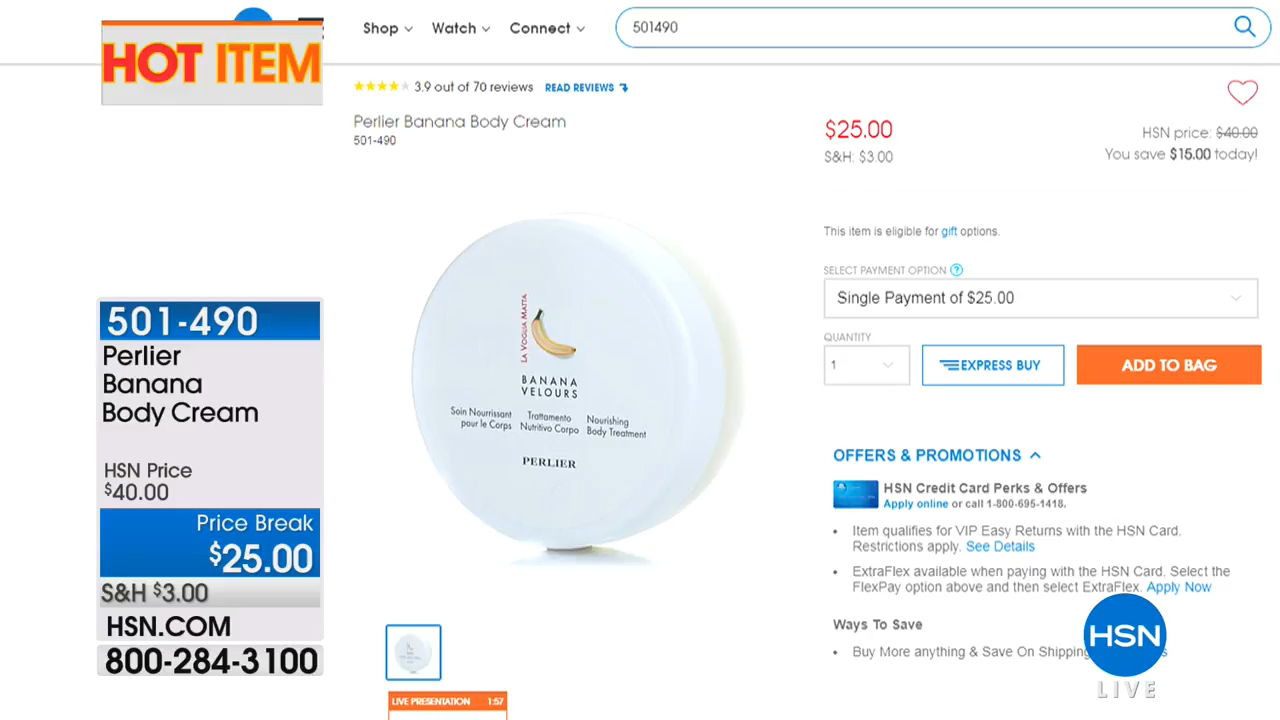 HOT ITEM
Shop
Watch
Connect
501490
3.9 out of 70 reviews READ REVIEWS
Perlier Banana Body Cream
501-490
$25.00
S&H: $3.00
HSN price: $40.00
You save $15.00 today!
This item is eligible for gift options.
SELECT PAYMENT OPTION ?
Single Payment of $25.00
QUANTITY
1
EXPRESS BUY
ADD TO BAG
LA VOGLIA MATTA
BANANA
VELOURS
Soin Nourrissant
pour le Corps
Trattamento
Nutritivo Corpo
Nourishing
Body Treatment
PERLIER
501-490
Perlier
Banana
Body Cream
HSN Price
$40.00
Price Break
$25.00
S&H $3.00
HSN.COM
800-284-3100
OFFERS & PROMOTIONS
HSN Credit Card Perks & Offers
Apply online or call 1-800-695-1418.
• Item qualifies for VIP Easy Returns with the HSN Card.
Restrictions apply. See Details
• ExtraFlex available when paying with the HSN Card. Select the
FlexPay option above and then select ExtraFlex. Apply Now
Ways To Save
• Buy More anything & Save On Shipping
HSN
LIVE
LIVE PRESENTATION 1:57